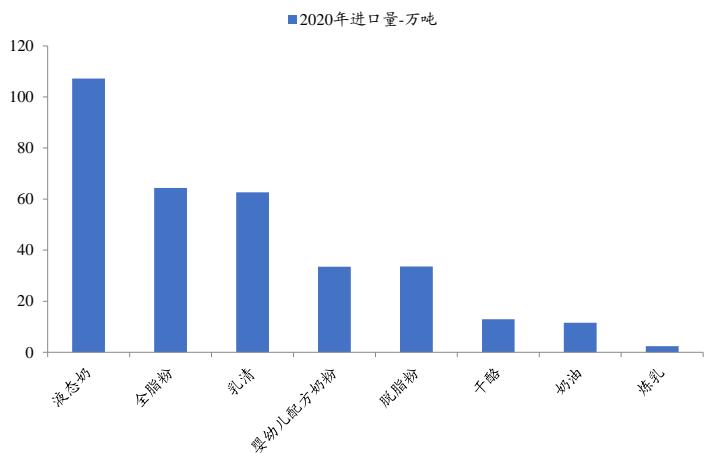 2020年进口量-万吨
120
100
80
60
40
20
0
液态奶
全脂粉
乳清
婴幼儿配方奶粉
脱脂粉
干酪
奶油
炼乳